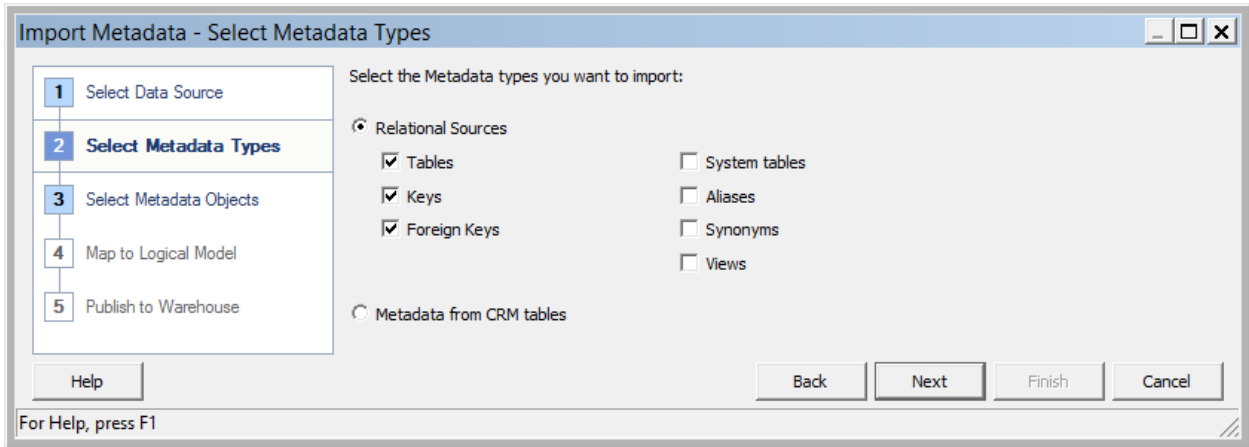 Import Metadata - Select Metadata Types
1 Select Data Source
2 Select Metadata Types
3 Select Metadata Objects
4 Map to Logical Model
5 Publish to Warehouse
Select the Metadata types you want to import:
Relational Sources
Tables System tables
Keys Aliases
Foreign Keys Synonyms
Views
Metadata from CRM tables
Help Back Next Finish Cancel
For Help, press F1